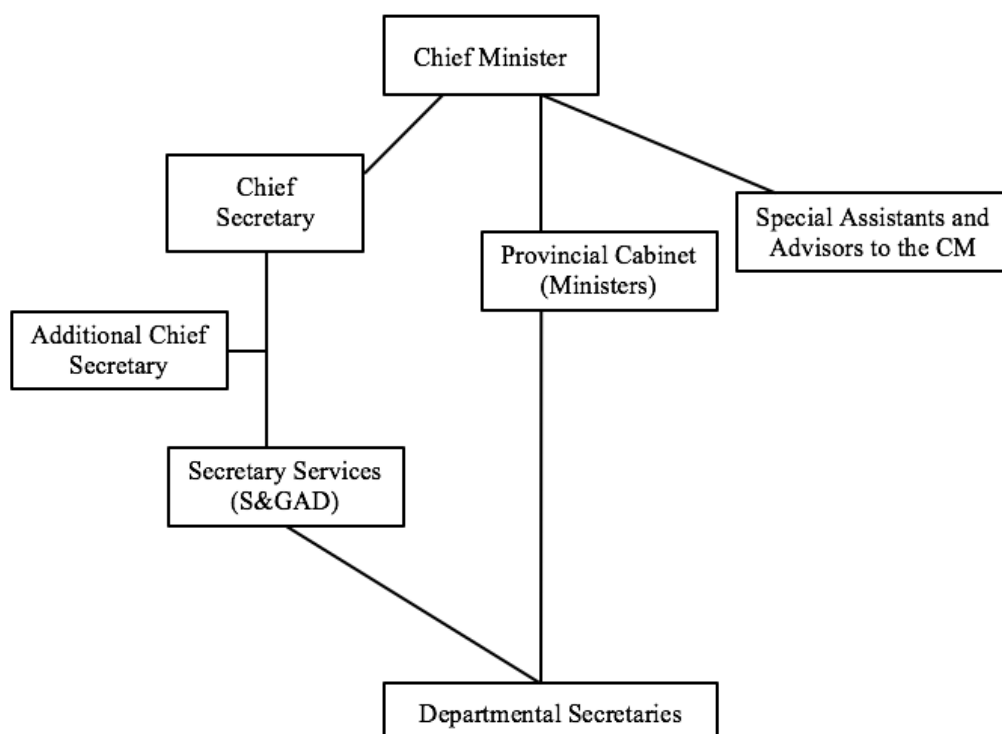 Chief Minister
Chief
Secretary
Special Assistants and
Advisors to the CM
Provincial Cabinet
(Ministers)
Additional Chief
Secretary
Secretary Services
(S&GAD)
Departmental Secretaries